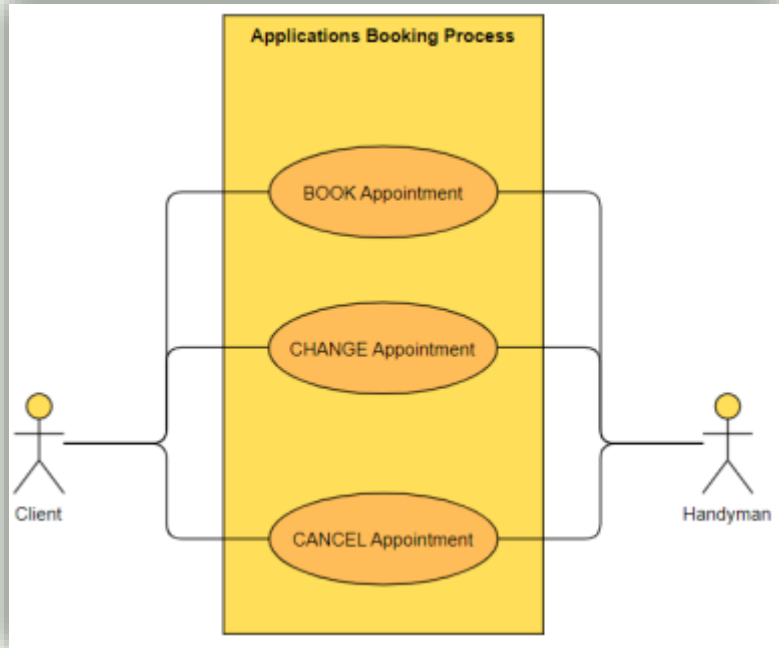 Applications Booking Process
BOOK Appointment
CHANGE Appointment
Client
Handyman
CANCEL Appointment